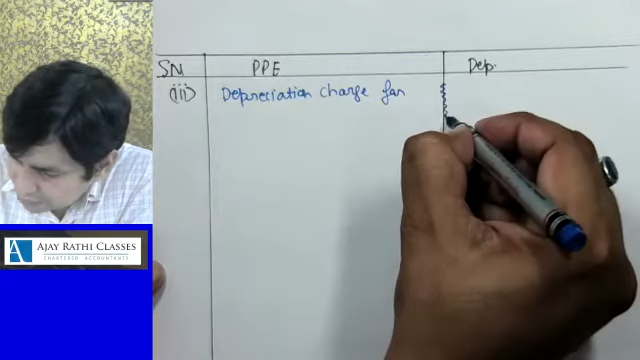 SN PPE Dep.
(iii) Depreciation charge for
AJAY RATHI CLASSES
CHARTERED ACCOUNTANTS